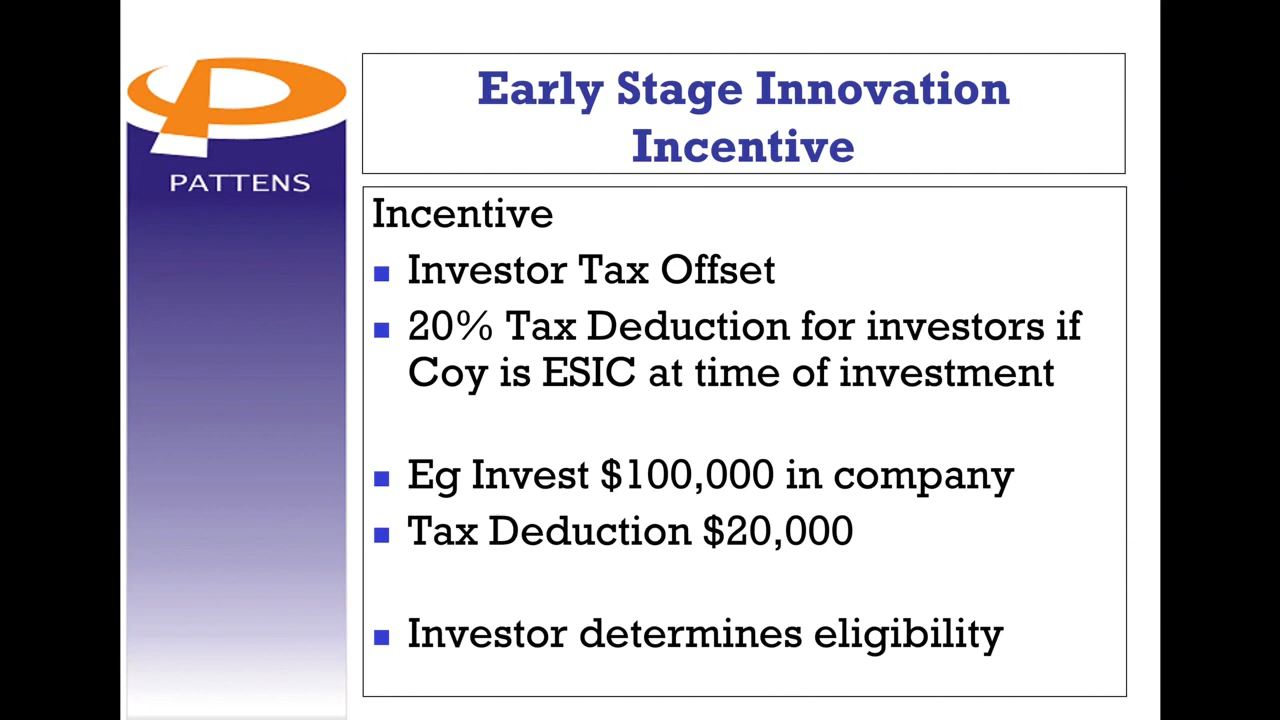 PATTENS
Early Stage Innovation
Incentive
Incentive
Investor Tax Offset
20% Tax Deduction for investors if
Coy is ESIC at time of investment
Eg Invest $100,000 in company
Tax Deduction $20,000
Investor determines eligibility